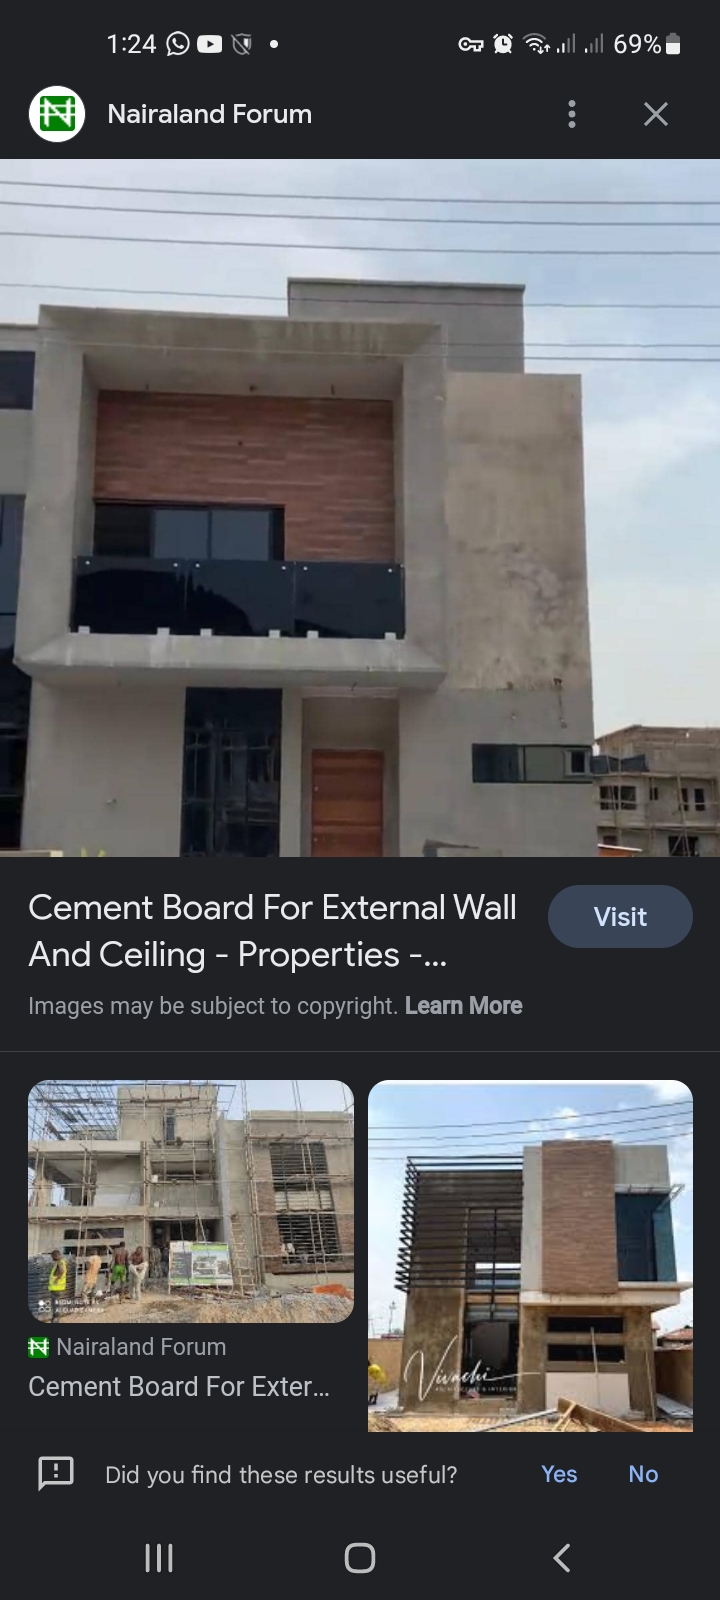 1:24
69%
Nairaland Forum
Cement Board For External Wall
And Ceiling - Properties -...
Visit
Images may be subject to copyright. Learn More
Vivachi
Nairaland Forum
Cement Board For Exter...
Did you find these results useful?
Yes
No